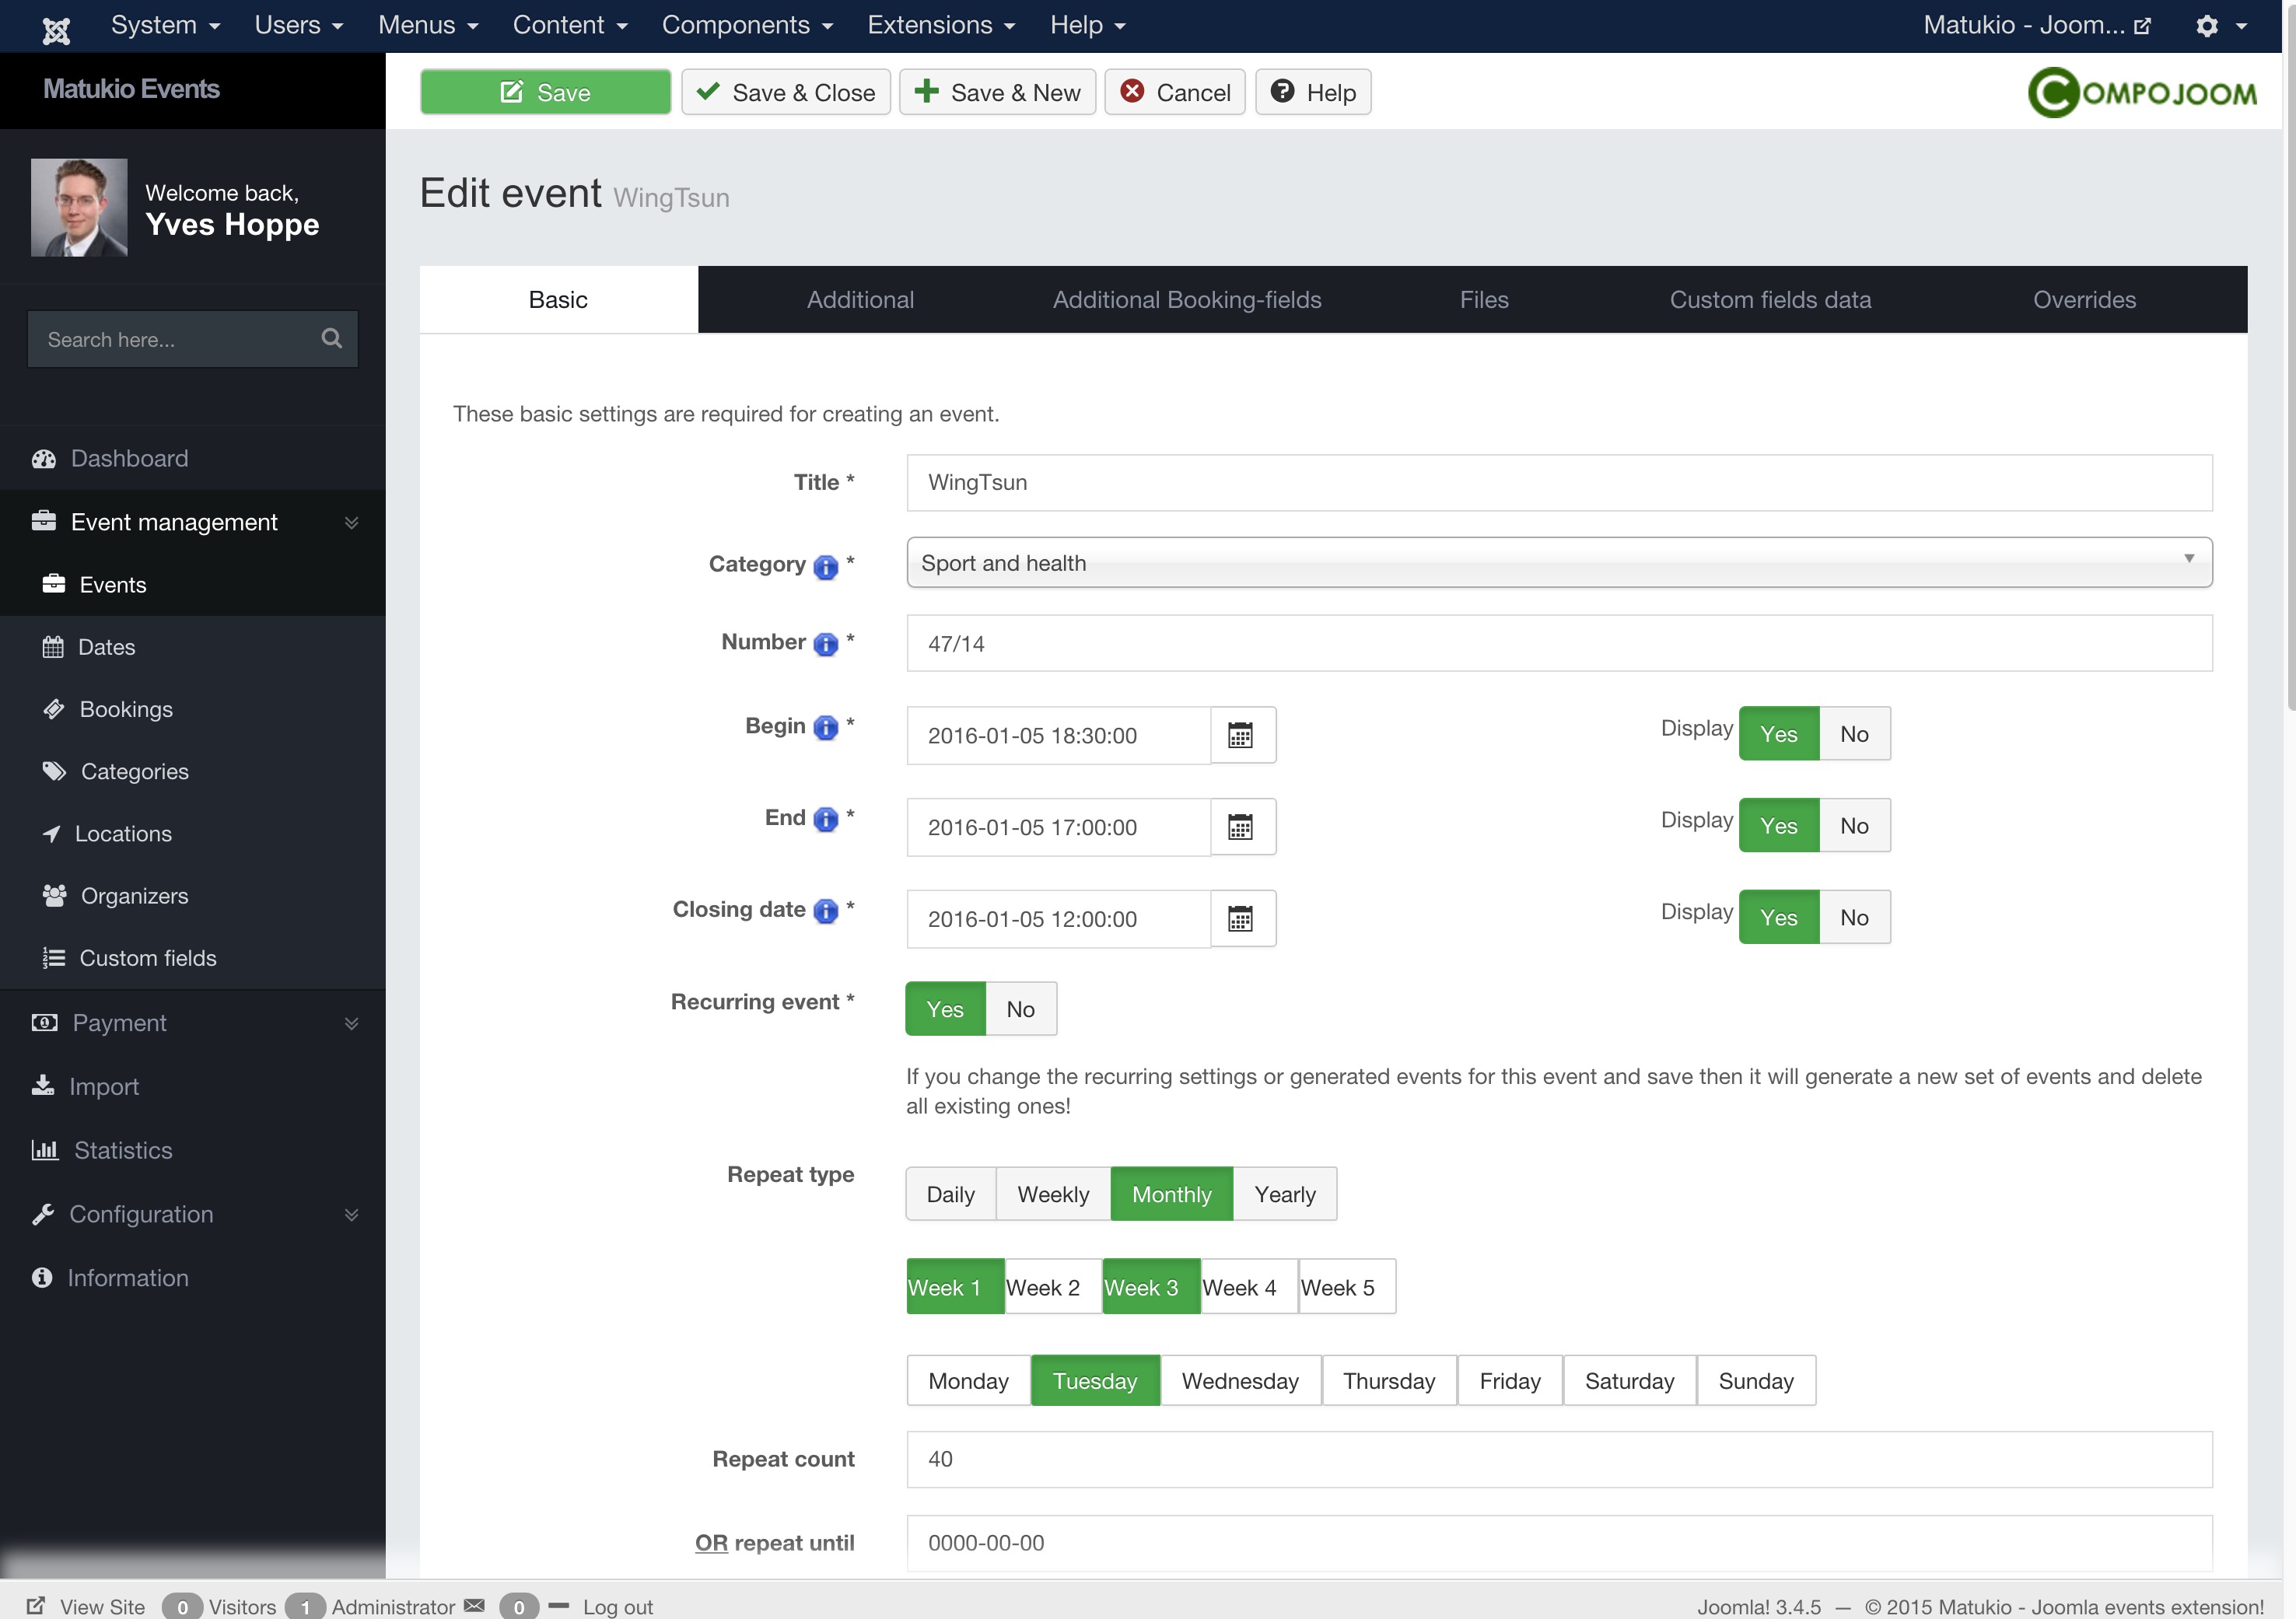 System Users Menus Content Components Extensions Help Matukio - Joom...
Matukio Events
Save Save & Close Save & New Cancel Help
COMPOJOOM
Welcome back,
Yves Hoppe
Edit event WingTsun
Search here...
Basic Additional Additional Booking-fields Files Custom fields data Overrides
These basic settings are required for creating an event.
Dashboard
Event management
Events
Dates
Bookings
Categories
Locations
Organizers
Custom fields
Payment
Import
Statistics
Configuration
Information
Title * WingTsun
Category * Sport and health
Number * 47/14
Begin * 2016-01-05 18:30:00 Display Yes No
End * 2016-01-05 17:00:00 Display Yes No
Closing date * 2016-01-05 12:00:00 Display Yes No
Recurring event * Yes No
If you change the recurring settings or generated events for this event and save then it will generate a new set of events and delete
all existing ones!
Repeat type Daily Weekly Monthly Yearly
Week 1 Week 2 Week 3 Week 4 Week 5
Monday Tuesday Wednesday Thursday Friday Saturday Sunday
Repeat count 40
OR repeat until 0000-00-00
View Site 0 Visitors 1 Administrator 0 Log out Joomla! 3.4.5 — © 2015 Matukio - Joomla events extension!